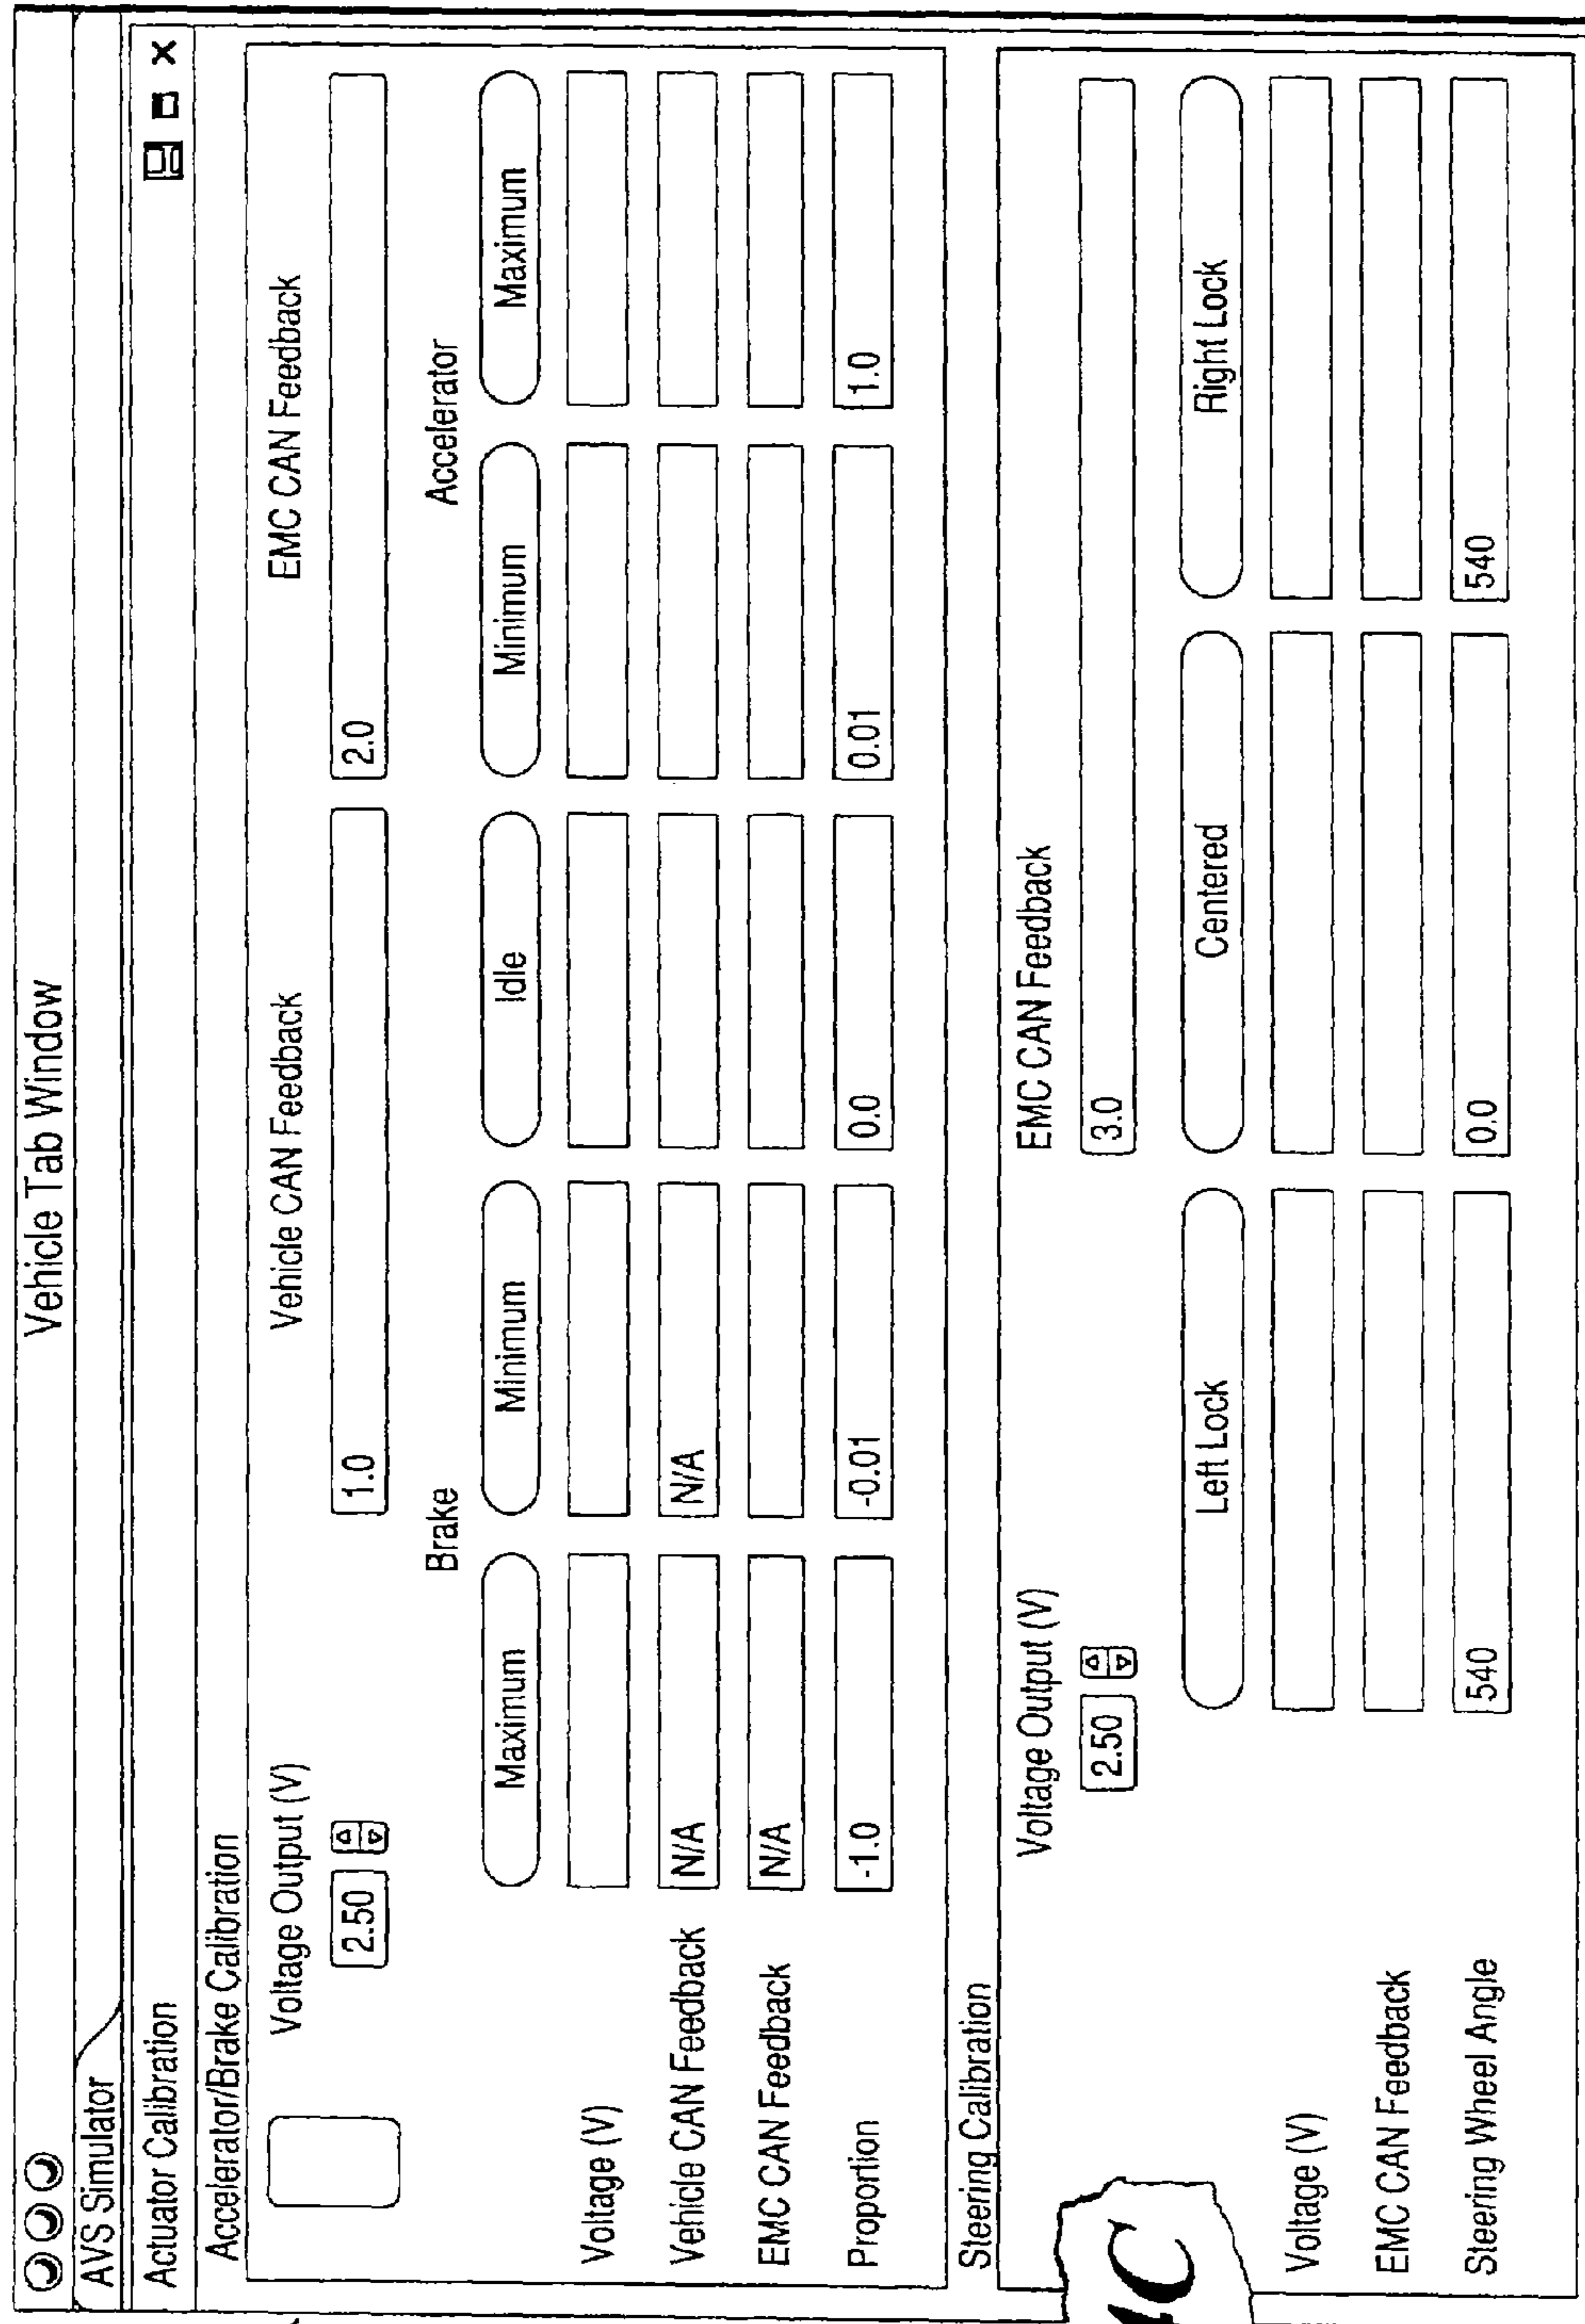 Vehicle Tab Window
AVS Simulator
Actuator Calibration
Accelerator/Brake Calibration
Voltage Output (V) Vehicle CAN Feedback EMC CAN Feedback
2.50 1.0 2.0
Brake Accelerator
Maximum Minimum Idle Minimum Maximum
Voltage (V)
Vehicle CAN Feedback N/A N/A
EMC CAN Feedback N/A
Proportion -1.0 -0.01 0.0 0.01 1.0
Steering Calibration
Voltage Output (V) EMC CAN Feedback
2.50 3.0
Left Lock Centered Right Lock
Voltage (V)
EMC CAN Feedback
Steering Wheel Angle 540 0.0 540